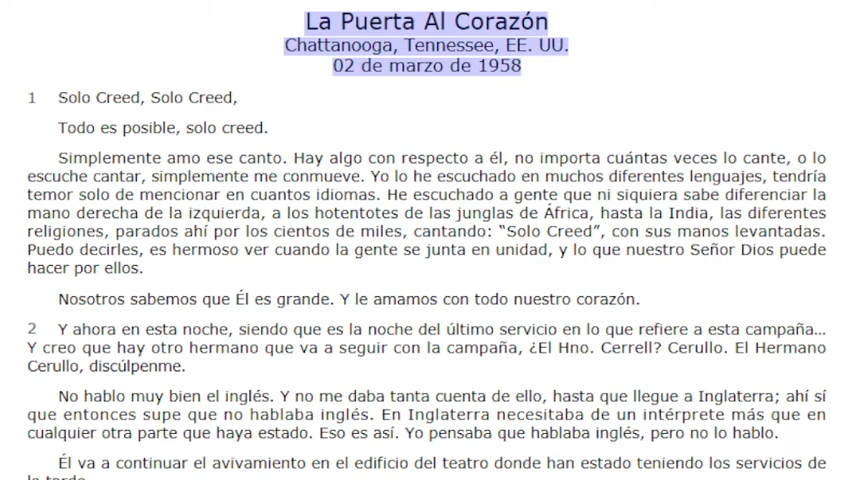 La Puerta Al Corazón
Chattanooga, Tennessee, EE. UU.
02 de marzo de 1958
1 Solo Creed, Solo Creed,
Todo es posible, solo creed.
Simplemente amo ese canto. Hay algo con respecto a él, no importa cuántas veces lo cante, o lo
escuche cantar, simplemente me conmueve. Yo lo he escuchado en muchos diferentes lenguajes, tendría
temor solo de mencionar en cuantos idiomas. He escuchado a gente que ni siquiera sabe diferenciar la
mano derecha de la izquierda, a los hotentotes de las junglas de África, hasta la India, las diferentes
religiones, parados ahí por los cientos de miles, cantando: “Solo Creed”, con sus manos levantadas.
Puedo decirles, es hermoso ver cuando la gente se junta en unidad, y lo que nuestro Señor Dios puede
hacer por ellos.
Nosotros sabemos que Él es grande. Y le amamos con todo nuestro corazón.
2 Y ahora en esta noche, siendo que es la noche del último servicio en lo que refiere a esta campaña…
Y creo que hay otro hermano que va a seguir con la campaña, ¿El Hno. Cerrell? Cerullo. El Hermano
Cerullo, discúlpenme.
No hablo muy bien el inglés. Y no me daba tanta cuenta de ello, hasta que llegue a Inglaterra; ahí sí
que entonces supe que no hablaba inglés. En Inglaterra necesitaba de un intérprete más que en
cualquier otra parte que haya estado. Eso es así. Yo pensaba que hablaba inglés, pero no lo hablo.
Él va a continuar el avivamiento en el edificio del teatro donde han estado teniendo los servicios de
la tarde.